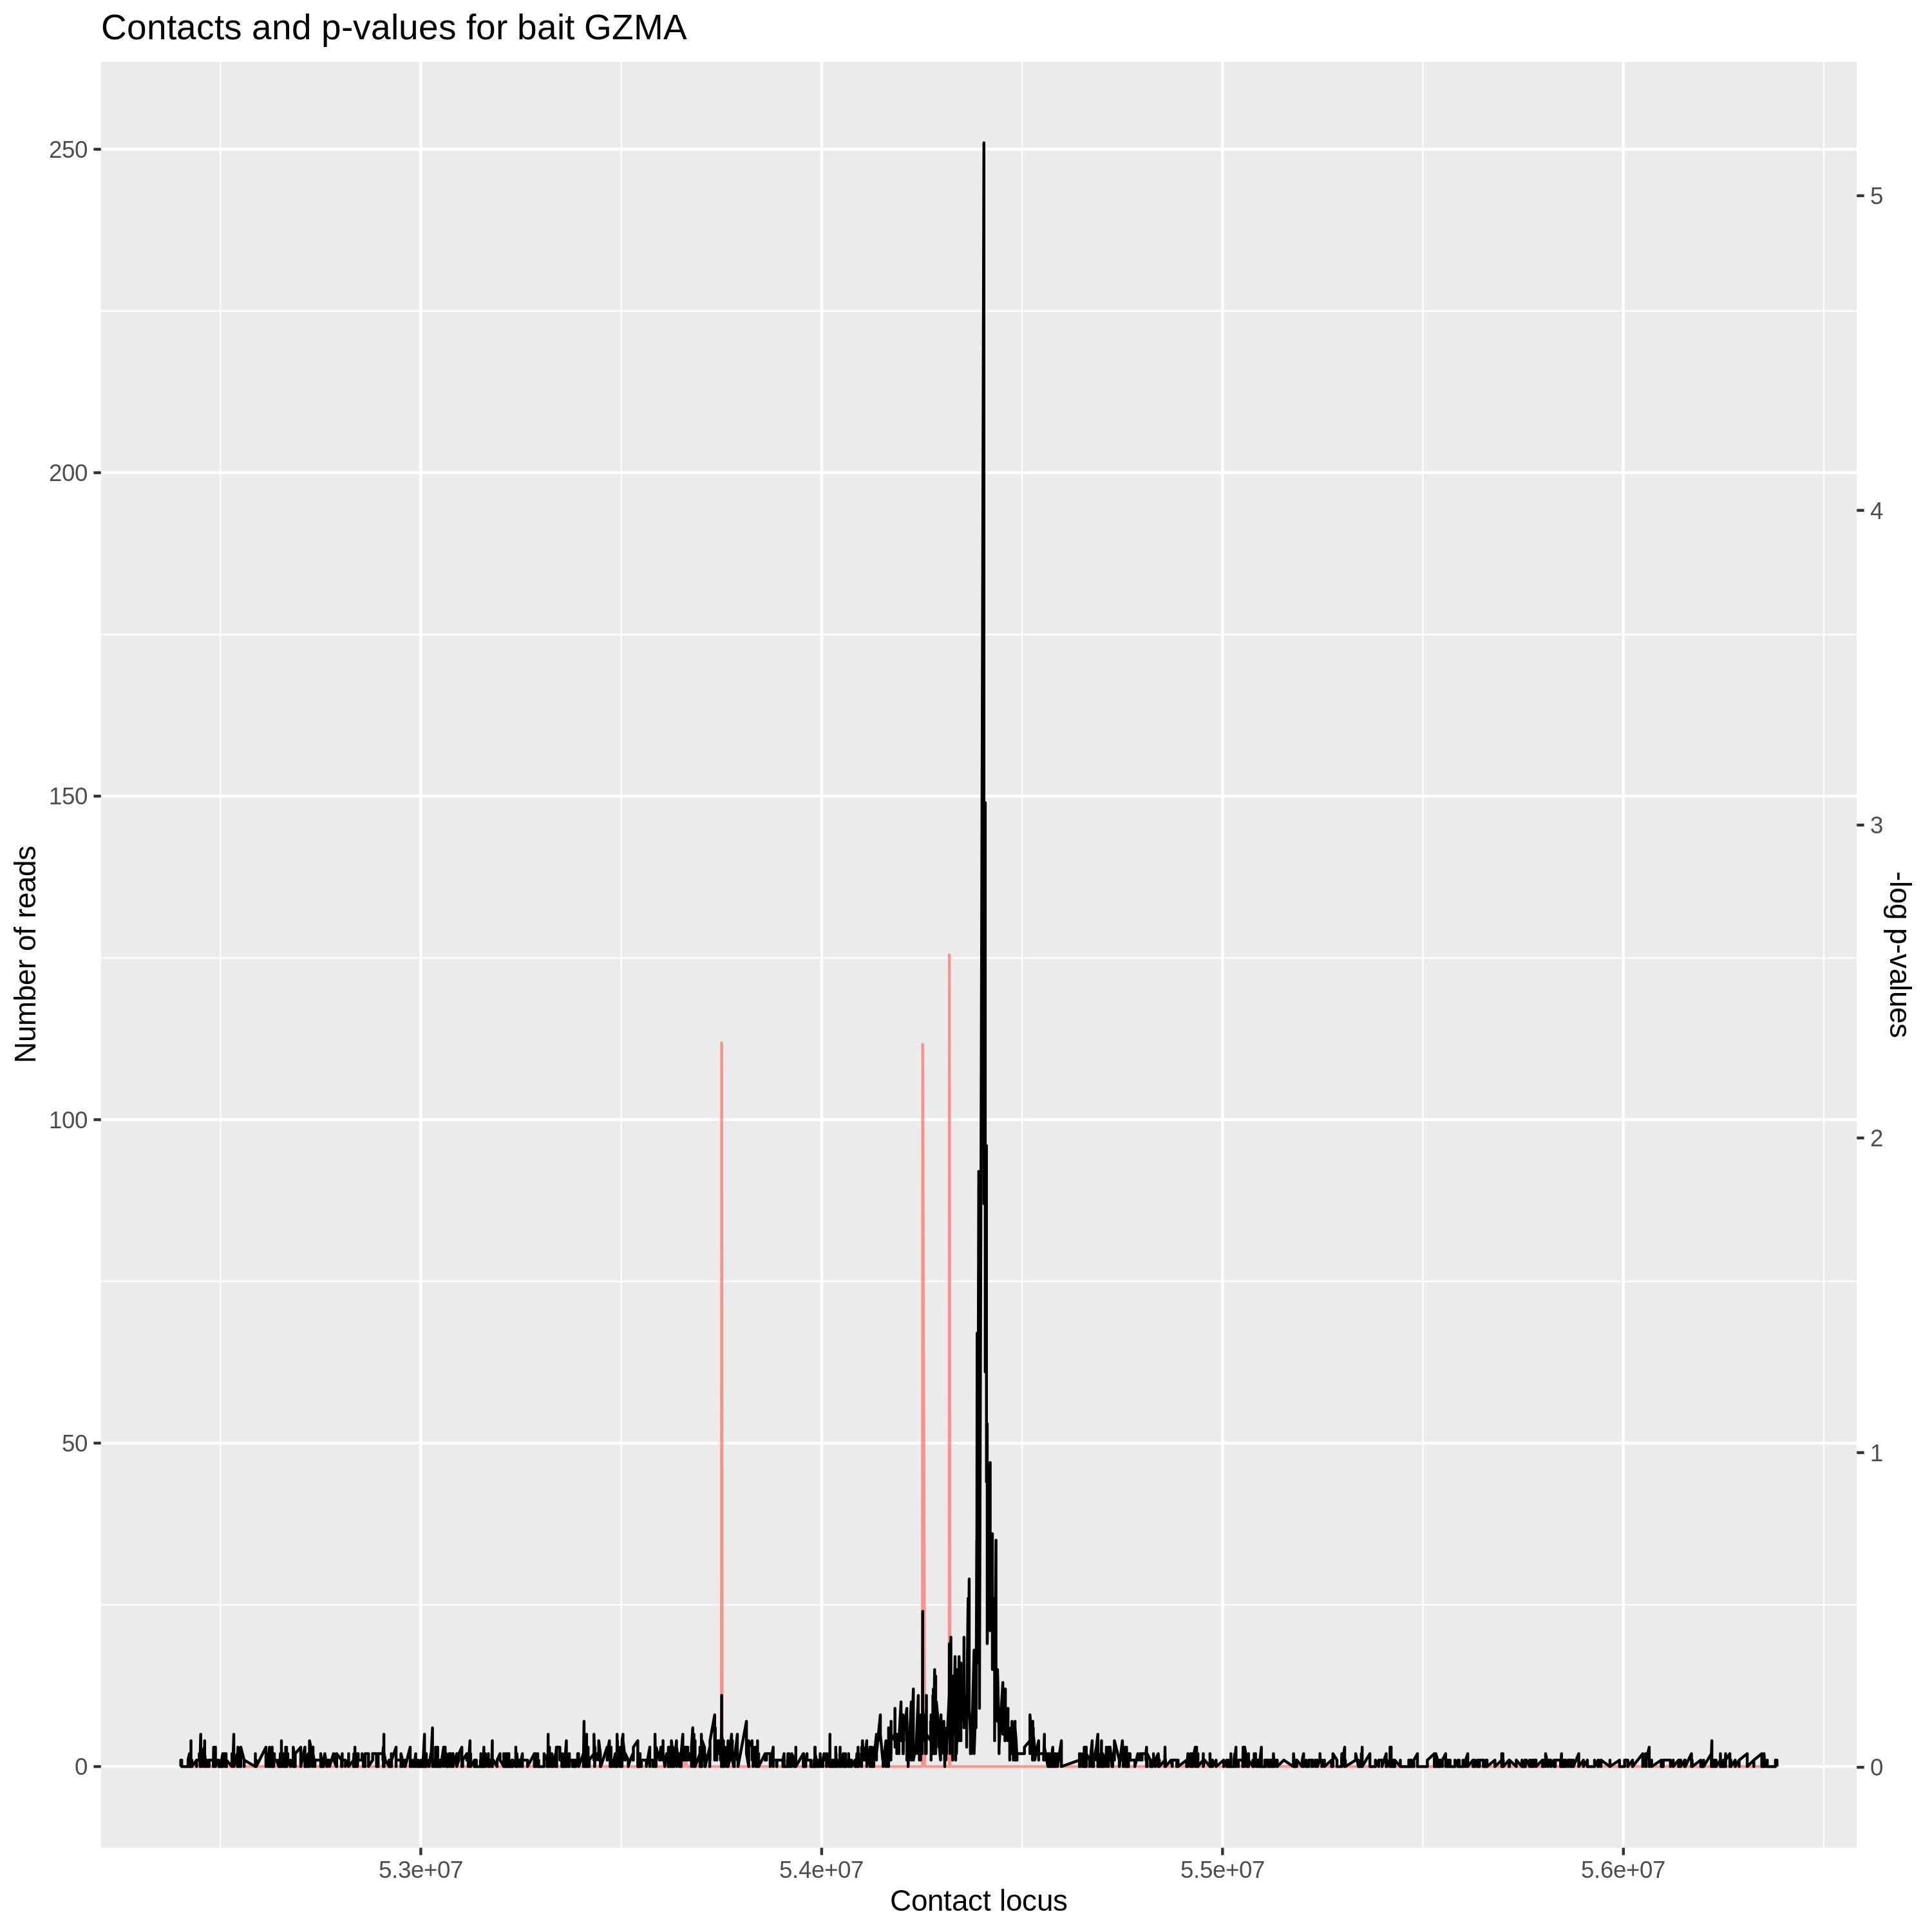 Contacts and p-values for bait GZMA
250
200
150
100
50
0
Number of reads
5
4
3
2
1
0
-log p-values
5.3e+07
5.4e+07
5.5e+07
5.6e+07
Contact locus